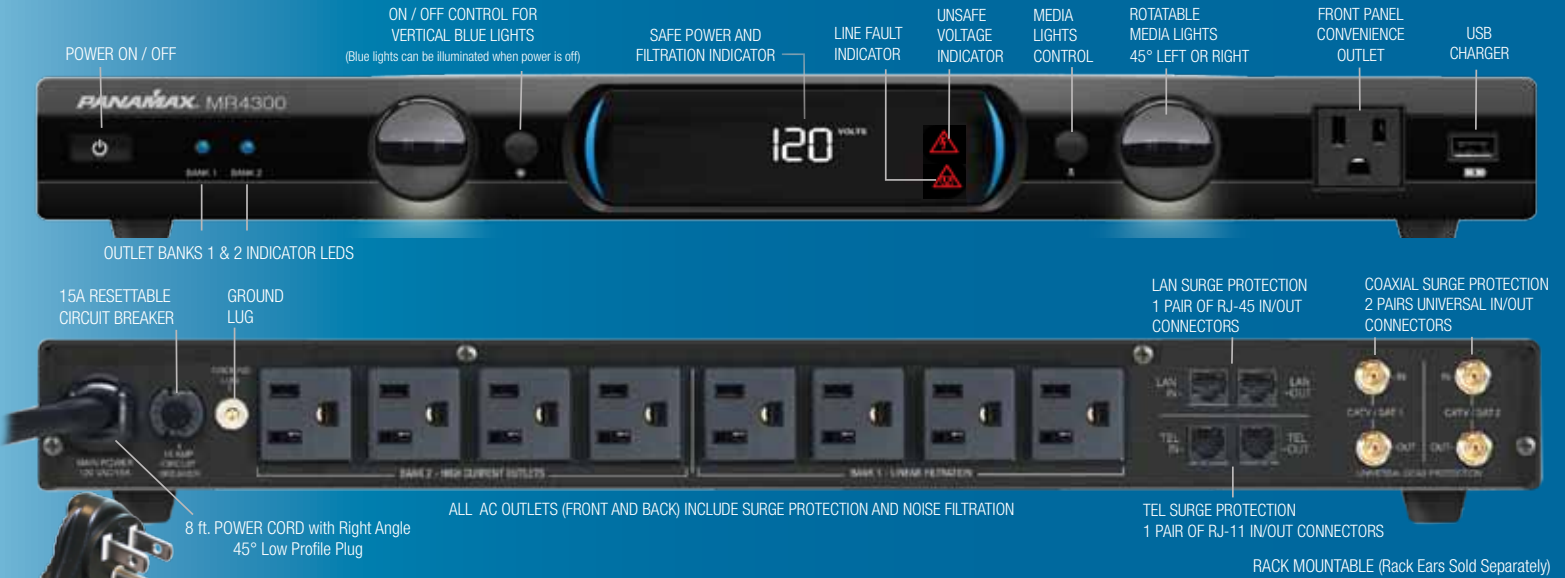 ON / OFF CONTROL FOR
VERTICAL BLUE LIGHTS
(Blue lights can be illuminated when power is off)
POWER ON / OFF
SAFE POWER AND
FILTRATION INDICATOR
LINE FAULT
INDICATOR
UNSAFE
VOLTAGE
INDICATOR
MEDIA
LIGHTS
CONTROL
ROTATABLE
MEDIA LIGHTS
45° LEFT OR RIGHT
FRONT PANEL
CONVENIENCE
OUTLET
USB
CHARGER
PANAMAX MR4300
120 VOLTS
BANK 1 BANK 2
OUTLET BANKS 1 & 2 INDICATOR LEDS
15A RESETTABLE
CIRCUIT BREAKER
GROUND
LUG
LAN SURGE PROTECTION
1 PAIR OF RJ-45 IN/OUT
CONNECTORS
COAXIAL SURGE PROTECTION
2 PAIRS UNIVERSAL IN/OUT
CONNECTORS
LAN
IN
LAN
OUT
TEL
IN
TEL
OUT
IN
IN
CATV / SAT 1
CATV / SAT 2
OUT
OUT
MAIN POWER
CIRCUIT
BREAKER
BANK 2 - HIGH CURRENT OUTLETS
BANK 1 - LINEAR FILTRATION
ALL AC OUTLETS (FRONT AND BACK) INCLUDE SURGE PROTECTION AND NOISE FILTRATION
8 ft. POWER CORD with Right Angle
45° Low Profile Plug
TEL SURGE PROTECTION
1 PAIR OF RJ-11 IN/OUT CONNECTORS
RACK MOUNTABLE (Rack Ears Sold Separately)